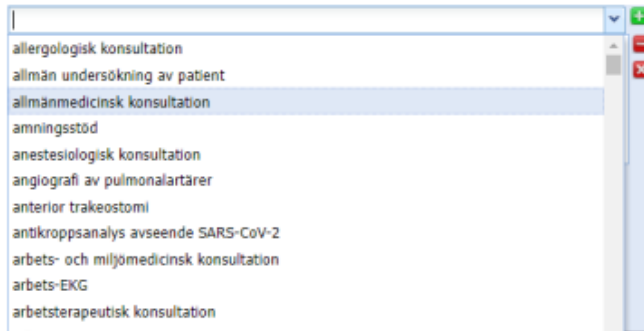 allergologisk konsultation
allmän undersökning av patient
allmänmedicinsk konsultation
amningsstöd
anestesiologisk konsultation
angiografi av pulmonalartärer
anterior trakeostomi
antikroppsanalys avseende SARS-CoV-2
arbets- och miljömedicinsk konsultation
arbets-EKG
arbetsterapeutisk konsultation